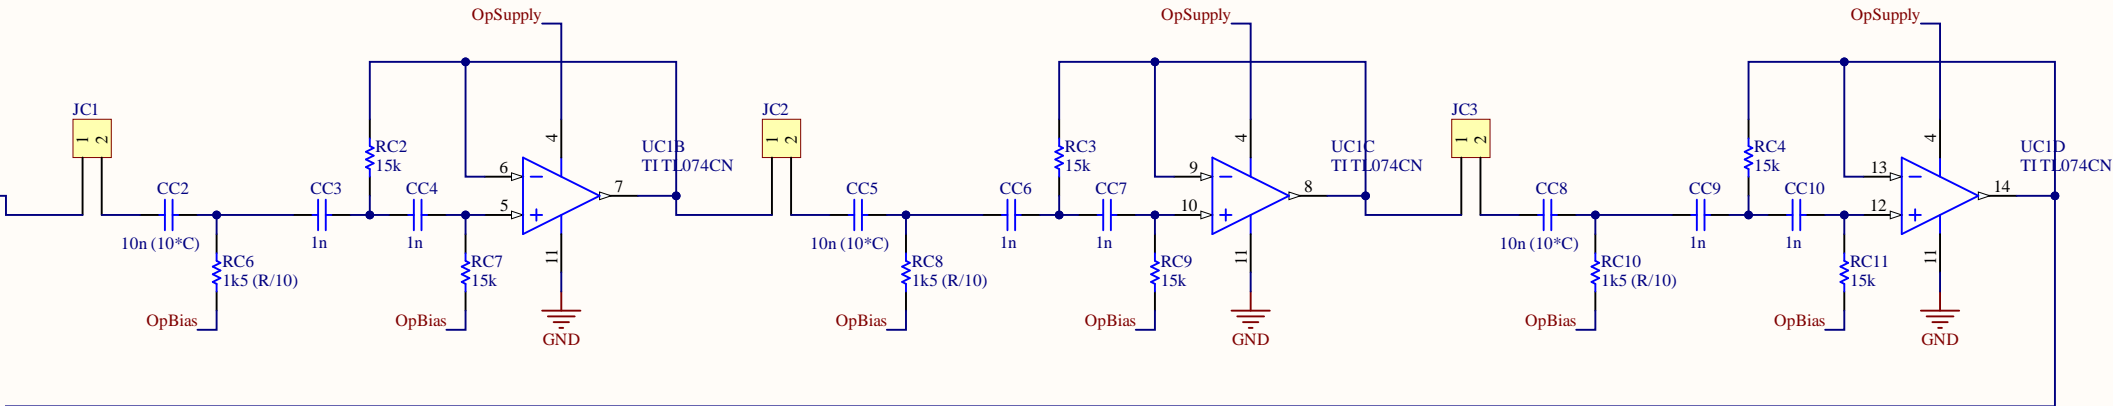 OpSupply
JC1
1
2
CC2
10n (10*C)
RC6
1k5 (R/10)
OpBias
CC3
1n
RC2
15k
CC4
1n
RC7
15k
OpBias
6
5
4
11
7
UC1B
TI TL074CN
GND
OpSupply
JC2
1
2
CC5
10n (10*C)
RC8
1k5 (R/10)
OpBias
CC6
1n
RC3
15k
CC7
1n
RC9
15k
OpBias
9
10
4
11
8
UC1C
TI TL074CN
GND
OpSupply
JC3
1
2
CC8
10n (10*C)
RC10
1k5 (R/10)
OpBias
CC9
1n
RC4
15k
CC10
1n
RC11
15k
OpBias
13
12
4
11
14
UC1D
TI TL074CN
GND